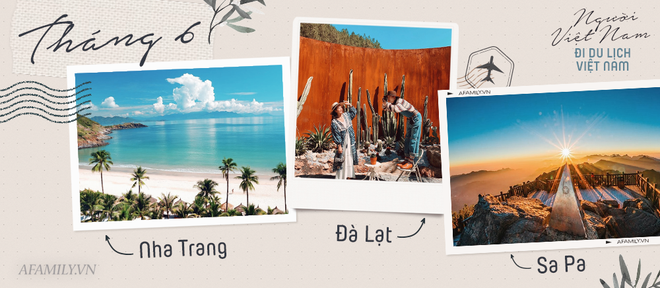 Tháng 6
Người
Việt Nam
ĐI DU LỊCH
VIỆT NAM
AFAMILY.VN
Nha Trang
Đà Lạt
AFAMILY.VN
Sa Pa
AFAMILY.VN